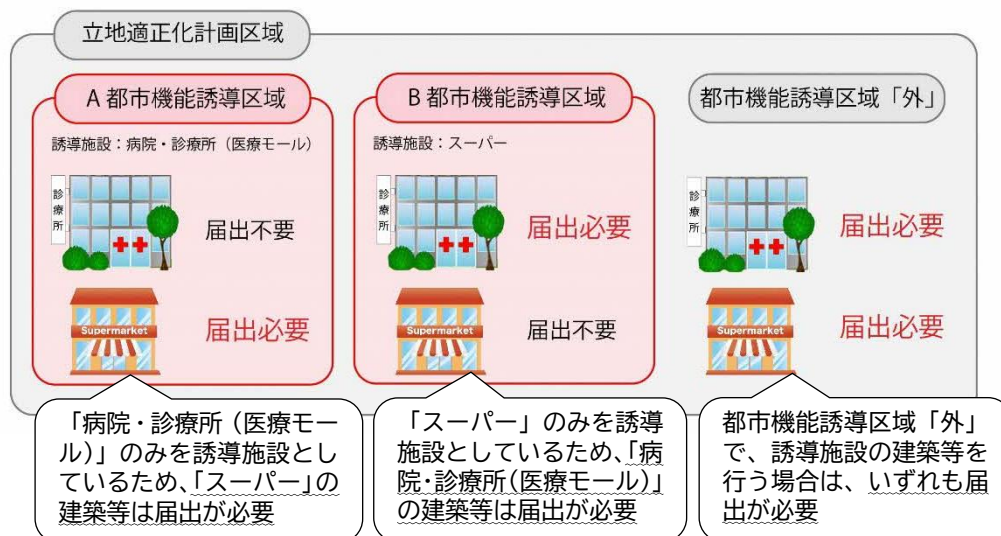 立地適正化計画区域
A 都市機能誘導区域
誘導施設：病院・診療所（医療モール）
診療所
届出不要
Supermarket
届出必要
B 都市機能誘導区域
誘導施設：スーパー
診療所
届出必要
Supermarket
届出不要
都市機能誘導区域「外」
診療所
届出必要
Supermarket
届出必要
「病院・診療所（医療モー
ル）」のみを誘導施設とし
ているため、「スーパー」の
建築等は届出が必要
「スーパー」のみを誘導
施設としているため、「病
院・診療所（医療モール）」
の建築等は届出が必要
都市機能誘導区域「外」
で、誘導施設の建築等を
行う場合は、いずれも届
出が必要